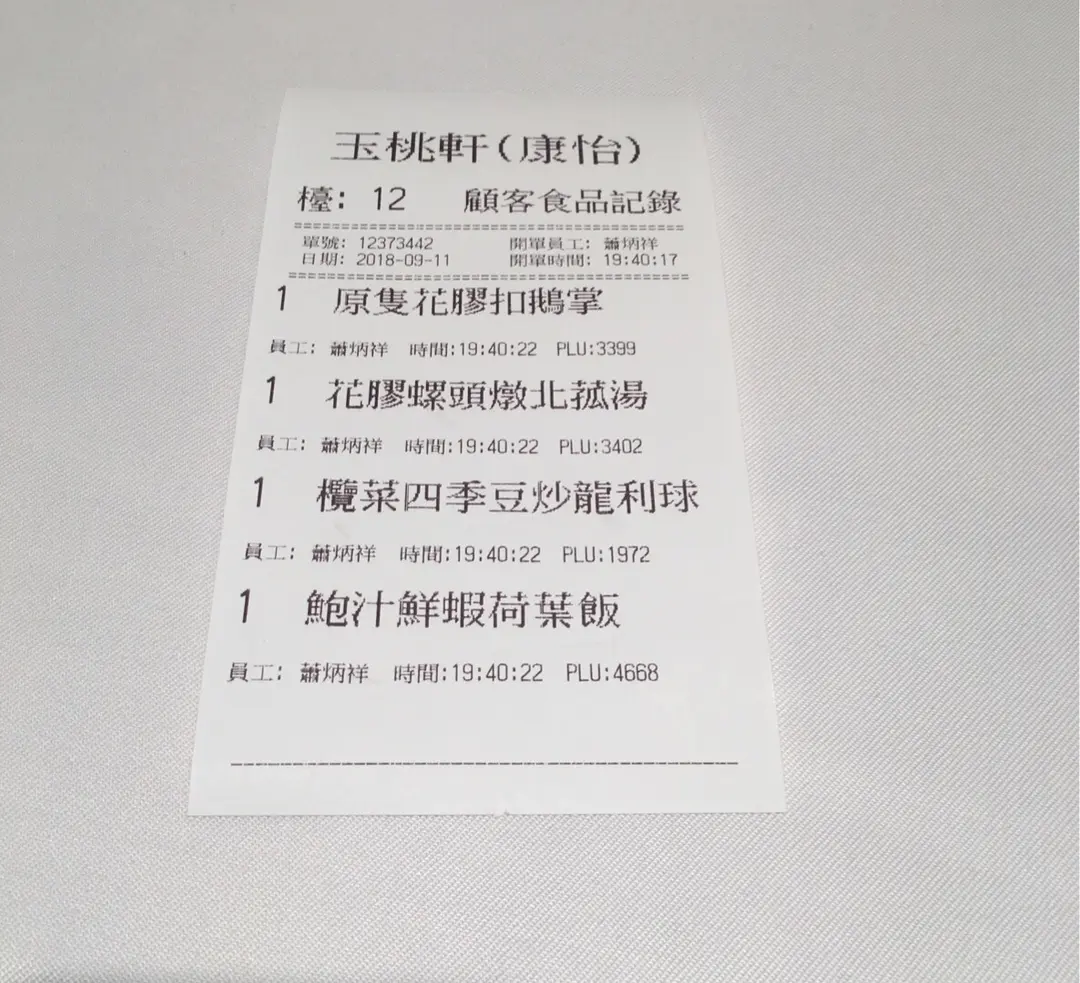 玉桃軒(康怡)
檯: 12 顧客食品記錄
單號: 12373442 開單員工: 蕭炳祥
日期: 2018-09-11 開單時間: 19:40:17
1 原隻花膠扣鵝掌
員工: 蕭炳祥 時間:19:40:22 PLU:3399
1 花膠螺頭燉北菰湯
員工: 蕭炳祥 時間:19:40:22 PLU:3402
1 欖菜四季豆炒龍利球
員工: 蕭炳祥 時間:19:40:22 PLU:1972
1 鮑汁鮮蝦荷葉飯
員工: 蕭炳祥 時間:19:40:22 PLU:4668